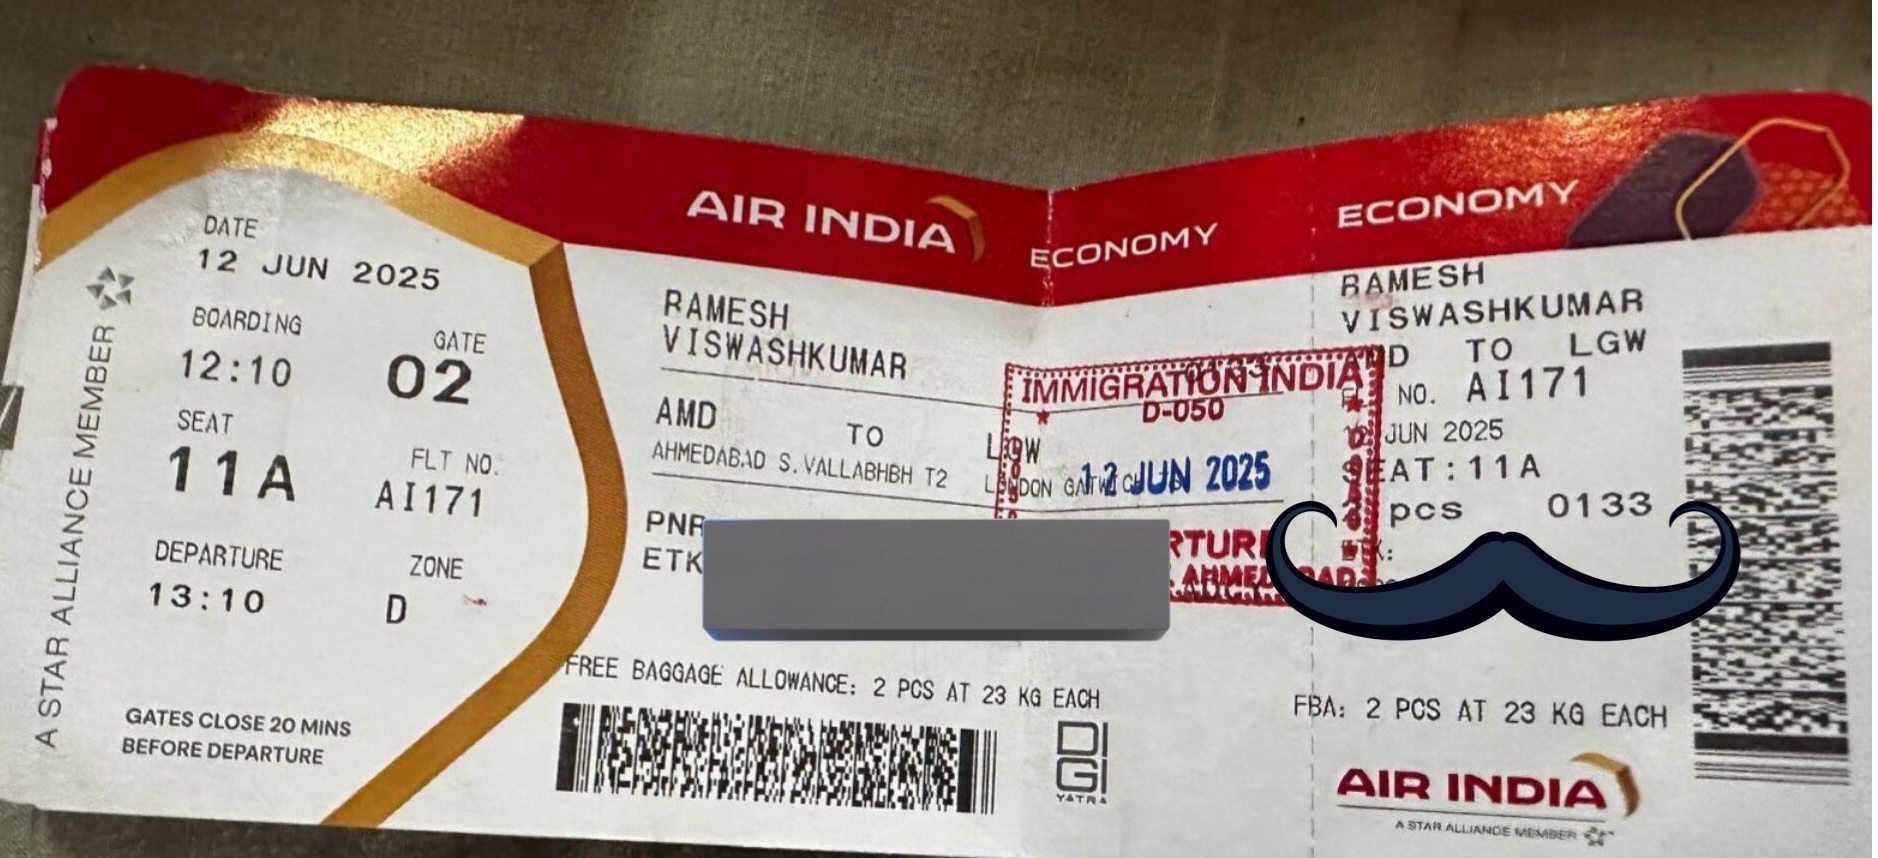 A STAR ALLIANCE MEMBER
DATE
12 JUN 2025
BOARDING
12:10
GATE
02
SEAT
11A
FLT NO.
AI171
DEPARTURE
13:10
ZONE
D
GATES CLOSE 20 MINS
BEFORE DEPARTURE
AIR INDIA
ECONOMY
RAMESH
VISWASHKUMAR
AMD TO LGW
AHMEDABAD S.VALLABHBH T2
PNR
ETK
FREE BAGGAGE ALLOWANCE: 2 PCS AT 23 KG EACH
DIGI
YATRA
IMMIGRATION INDIA
D-050
12 JUN 2025
ECONOMY
RAMESH
VISWASHKUMAR
TO LGW
NO. AI171
JUN 2025
SEAT:11A
pcs 0133
FBA: 2 PCS AT 23 KG EACH
AIR INDIA
A STAR ALLIANCE MEMBER